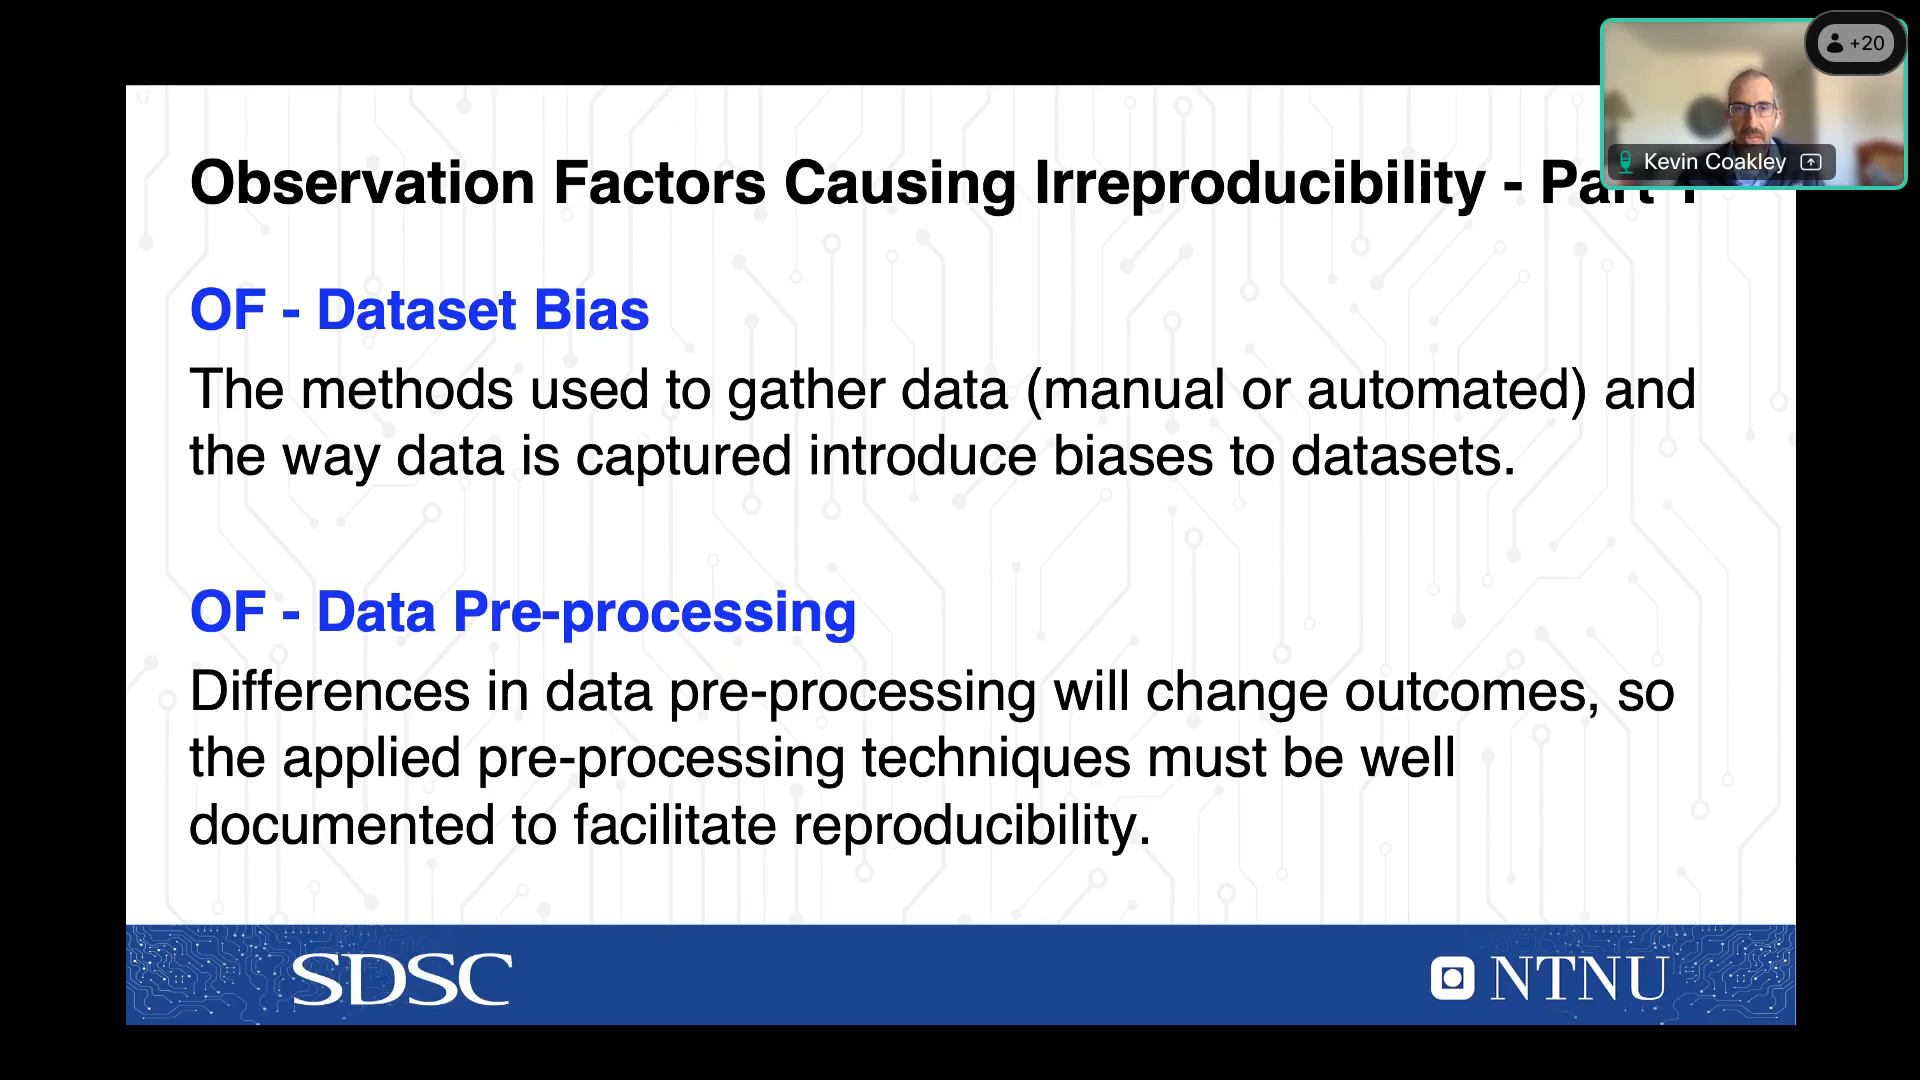 +20
Kevin Coakley
Observation Factors Causing Irreproducibility - Part 1
OF - Dataset Bias
The methods used to gather data (manual or automated) and
the way data is captured introduce biases to datasets.
OF - Data Pre-processing
Differences in data pre-processing will change outcomes, so
the applied pre-processing techniques must be well
documented to facilitate reproducibility.
SDSC
NTNU